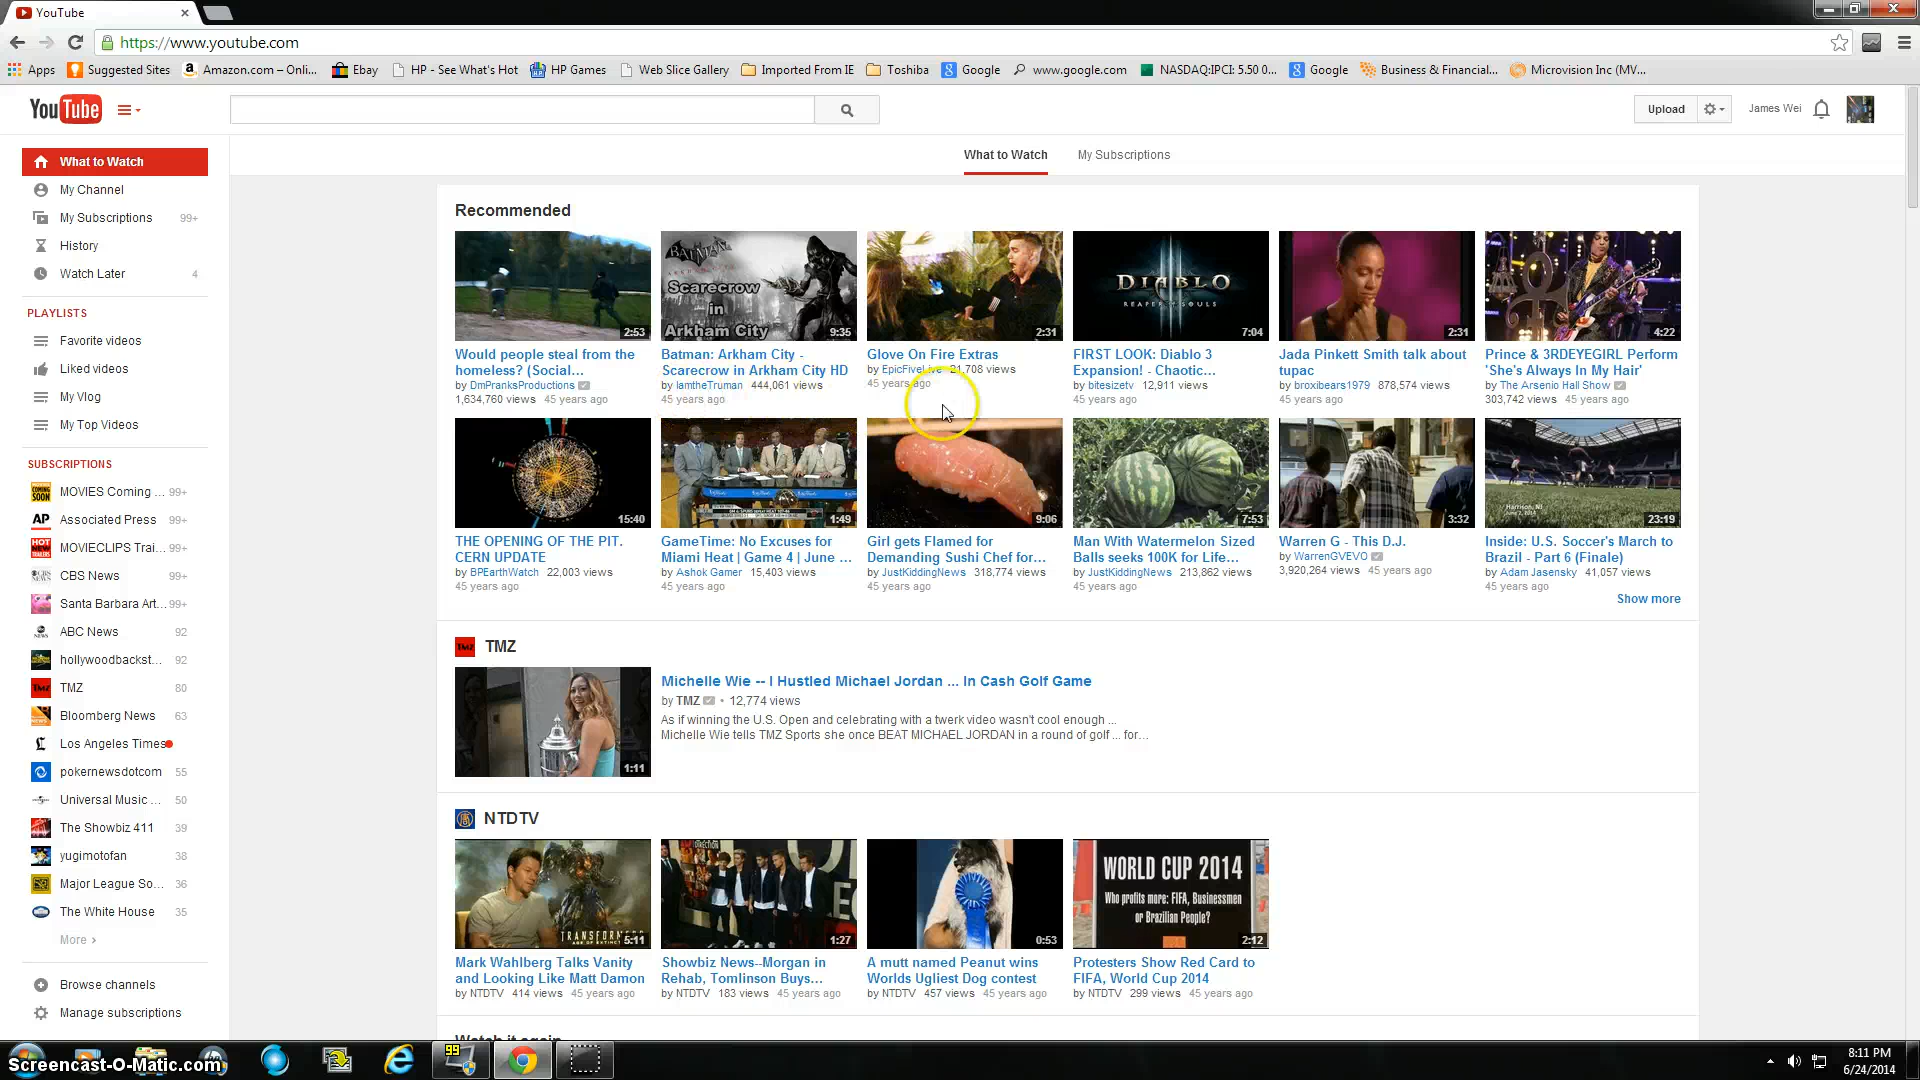 YouTube
https://www.youtube.com
Apps
Suggested Sites
Amazon.com – Onli...
Ebay
HP - See What's Hot
HP Games
Web Slice Gallery
Imported From IE
Toshiba
Google
www.google.com
NASDAQ:IPCI: 5.50 0...
Google
Business & Financial...
Microvision Inc (MV...
YouTube
Upload
James Wei
What to Watch
My Subscriptions
What to Watch
My Channel
My Subscriptions 99+
History
Watch Later 4
PLAYLISTS
Favorite videos
Liked videos
My Vlog
My Top Videos
SUBSCRIPTIONS
MOVIES Coming ... 99+
Associated Press 99+
MOVIECLIPS Trai... 99+
CBS News 99+
Santa Barbara Art... 99+
ABC News 92
hollywoodbackst... 92
TMZ 80
Bloomberg News 63
Los Angeles Times
pokernewsdotcom 55
Universal Music ... 50
The Showbiz 411 39
yugimotofan 38
Major League So... 36
The White House 35
More ›
Browse channels
Manage subscriptions
Recommended
2:53
Would people steal from the
homeless? (Social...
by DmPranksProductions
1,634,760 views 45 years ago
BATMAN
Scarecrow
in
Arkham City
9:35
Batman: Arkham City -
Scarecrow in Arkham City HD
by IamtheTruman 444,061 views
45 years ago
2:31
Glove On Fire Extras
by EpicFiveLive 21,708 views
45 years ago
DIABLO
REAPER OF SOULS
7:04
FIRST LOOK: Diablo 3
Expansion! - Chaotic...
by bitesizetv 12,911 views
45 years ago
2:31
Jada Pinkett Smith talk about
tupac
by broxibears1979 878,574 views
45 years ago
4:22
Prince & 3RDEYEGIRL Perform
'She's Always In My Hair'
by The Arsenio Hall Show
303,742 views 45 years ago
15:40
THE OPENING OF THE PIT.
CERN UPDATE
by BPEarthWatch 22,003 views
45 years ago
1:49
GameTime: No Excuses for
Miami Heat | Game 4 | June ...
by Ashok Gamer 15,403 views
45 years ago
9:06
Girl gets Flamed for
Demanding Sushi Chef for...
by JustKiddingNews 318,774 views
45 years ago
7:53
Man With Watermelon Sized
Balls seeks 100K for Life...
by JustKiddingNews 213,862 views
45 years ago
3:32
Warren G - This D.J.
by WarrenGVEVO
3,920,264 views 45 years ago
Harrison, NJ
23:19
Inside: U.S. Soccer's March to
Brazil - Part 6 (Finale)
by Adam Jasensky 41,057 views
45 years ago
Show more
TMZ
1:11
Michelle Wie -- I Hustled Michael Jordan ... In Cash Golf Game
by TMZ • 12,774 views
As if winning the U.S. Open and celebrating with a twerk video wasn't cool enough ...
Michelle Wie tells TMZ Sports she once BEAT MICHAEL JORDAN in a round of golf ... for...
NTDTV
TRANSFORMERS
5:11
Mark Wahlberg Talks Vanity
and Looking Like Matt Damon
by NTDTV 414 views 45 years ago
1:27
Showbiz News--Morgan in
Rehab, Tomlinson Buys...
by NTDTV 183 views 45 years ago
0:53
A mutt named Peanut wins
Worlds Ugliest Dog contest
by NTDTV 457 views 45 years ago
WORLD CUP 2014
Who profits more: FIFA, Businessmen
or Brazilian People?
2:12
Protesters Show Red Card to
FIFA, World Cup 2014
by NTDTV 299 views 45 years ago
Watch it again
Screencast-O-Matic.com
99
8:11 PM
6/24/2014